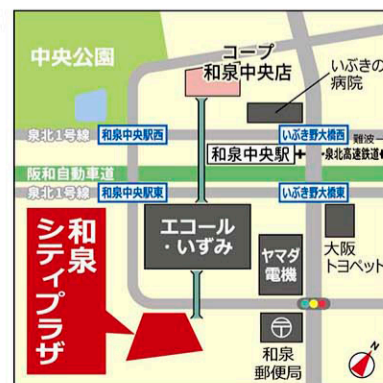 中央公園
コープ
和泉中央店
いぶきの
病院
泉北1号線
和泉中央駅西
いぶき野大橋西
難波
和泉中央駅
泉北高速鉄道
阪和自動車道
泉北1号線
和泉中央駅東
いぶき野大橋東
和泉
シティプラザ
エコール
・いずみ
ヤマダ
電機
大阪
トヨペット
〒
和泉
郵便局
N